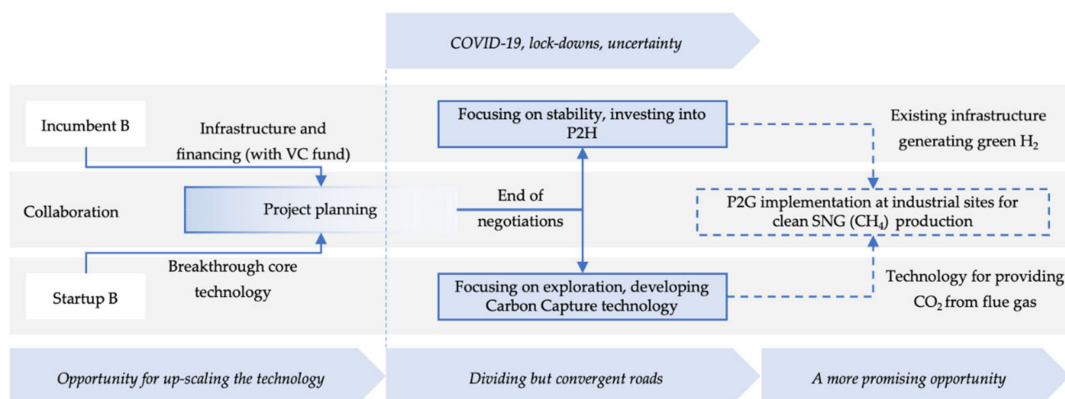 COVID-19, lock-downs, uncertainty
Incumbent B
Infrastructure and
financing (with VC fund)
Focusing on stability, investing into
P2H
Existing infrastructure
generating green H₂
Collaboration
Project planning
End of
negotiations
P2G implementation at industrial sites for
clean SNG (CH₄) production
Startup B
Breakthrough core
technology
Focusing on exploration, developing
Carbon Capture technology
Technology for providing
CO₂ from flue gas
Opportunity for up-scaling the technology
Dividing but convergent roads
A more promising opportunity